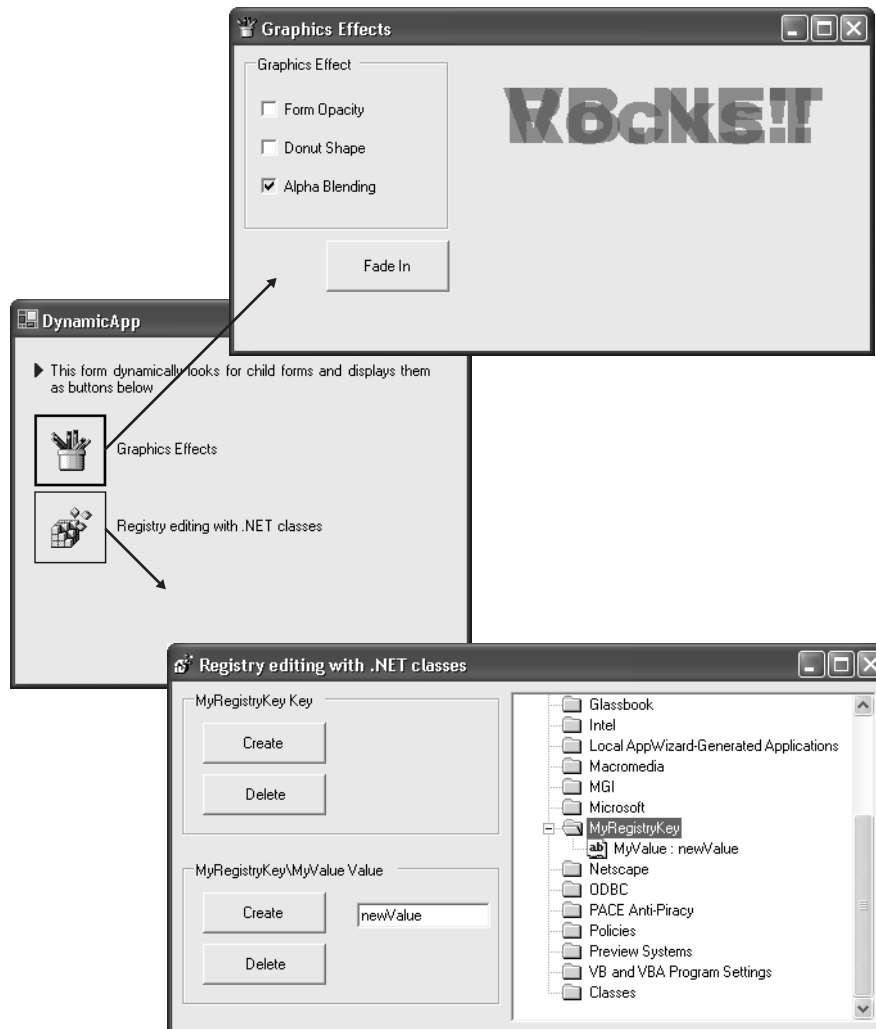 Graphics Effects
Graphics Effect
Form Opacity
Donut Shape
Alpha Blending
Fade In
DynamicApp
This form dynamically looks for child forms and displays them
as buttons below
Graphics Effects
Registry editing with .NET classes
Registry editing with .NET classes
MyRegistryKey Key
Create
Delete
MyRegistryKey\MyValue Value
Create
newValue
Delete
Glassbook
Intel
Local AppWizard-Generated Applications
Macromedia
MGI
Microsoft
MyRegistryKey
ab
MyValue : newValue
Netscape
ODBC
PACE Anti-Piracy
Policies
Preview Systems
VB and VBA Program Settings
Classes